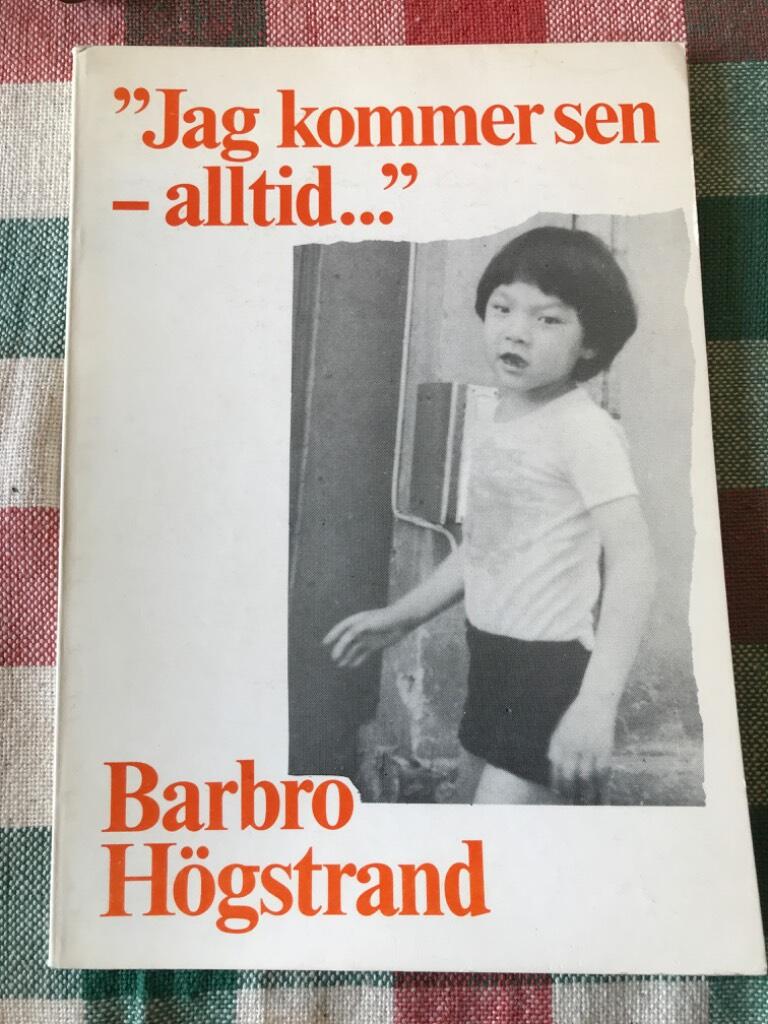 ”Jag kommer sen
– alltid...”
Barbro
Högstrand